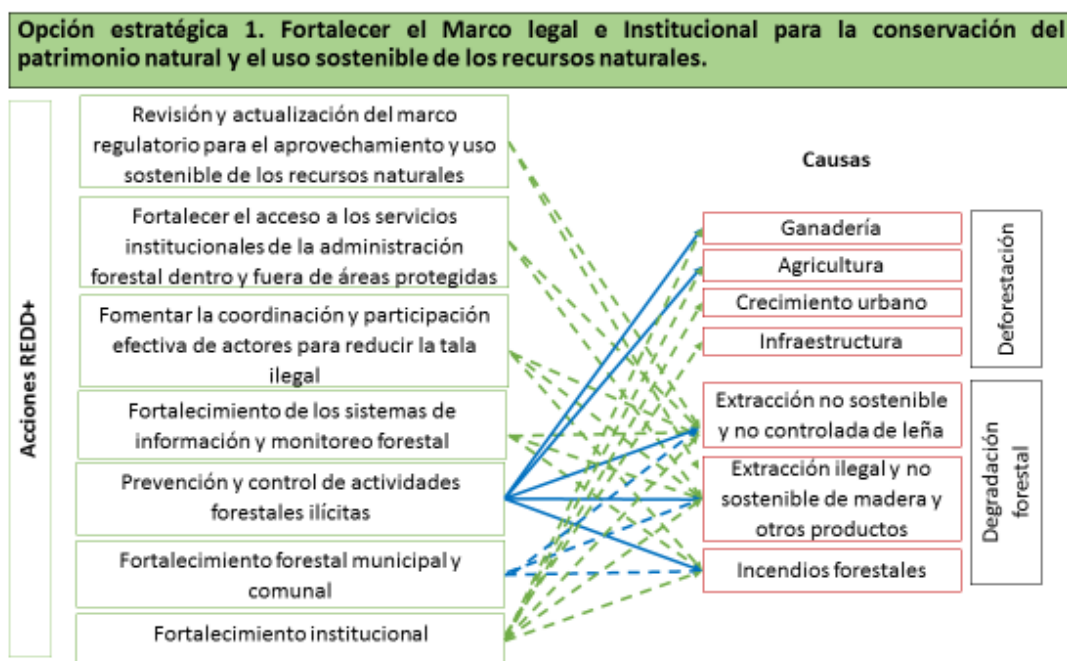 Opción estratégica 1. Fortalecer el Marco legal e Institucional para la conservación del
patrimonio natural y el uso sostenible de los recursos naturales.
Acciones REDD+
Revisión y actualización del marco
regulatorio para el aprovechamiento y uso
sostenible de los recursos naturales
Fortalecer el acceso a los servicios
institucionales de la administración
forestal dentro y fuera de áreas protegidas
Fomentar la coordinación y participación
efectiva de actores para reducir la tala
ilegal
Fortalecimiento de los sistemas de
información y monitoreo forestal
Prevención y control de actividades
forestales ilícitas
Fortalecimiento forestal municipal y
comunal
Fortalecimiento institucional
Causas
Ganadería
Agricultura
Crecimiento urbano
Infraestructura
Extracción no sostenible
y no controlada de leña
Extracción ilegal y no
sostenible de madera y
otros productos
Incendios forestales
Deforestación
Degradación
forestal